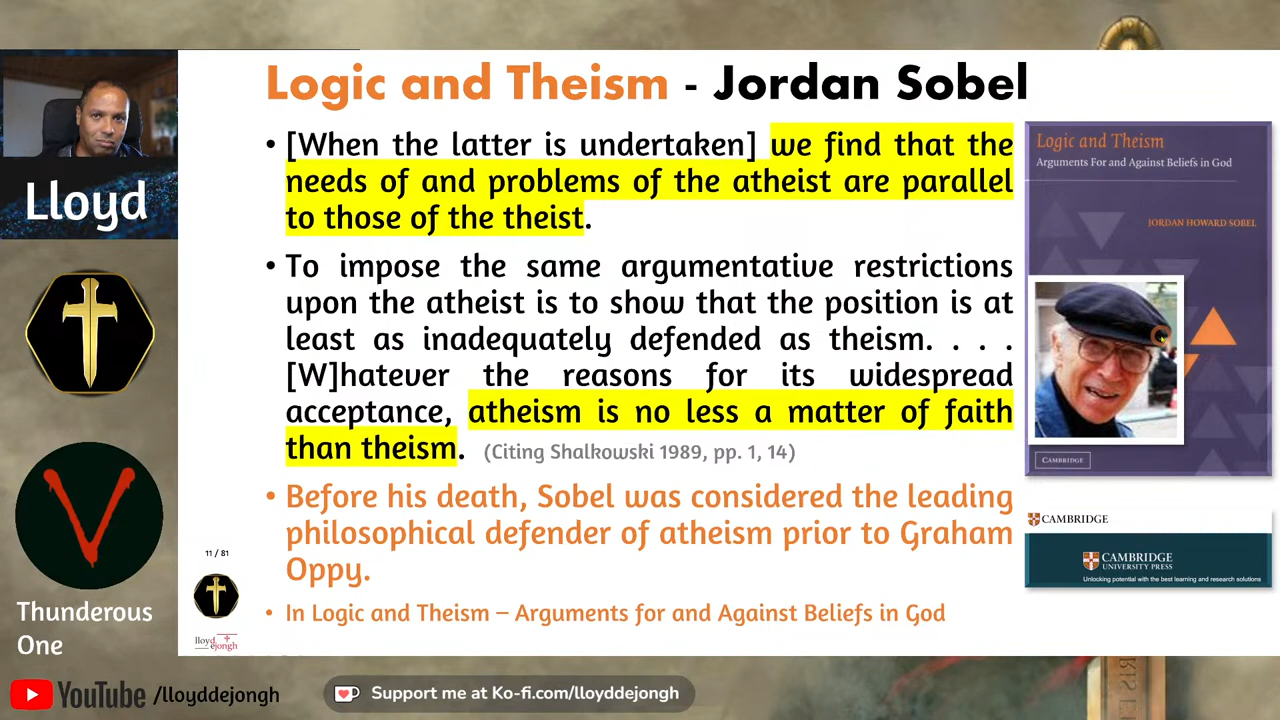 Logic and Theism - Jordan Sobel
• [When the latter is undertaken] we find that the
needs of and problems of the atheist are parallel
to those of the theist.
• To impose the same argumentative restrictions
upon the atheist is to show that the position is at
least as inadequately defended as theism. . . .
[W]hatever the reasons for its widespread
acceptance, atheism is no less a matter of faith
than theism. (Citing Shalkowski 1989, pp. 1, 14)
• Before his death, Sobel was considered the leading
philosophical defender of atheism prior to Graham
Oppy.
• In Logic and Theism – Arguments for and Against Beliefs in God
Logic and Theism
Arguments For and Against Beliefs in God
JORDAN HOWARD SOBEL
CAMBRIDGE
CAMBRIDGE
CAMBRIDGE
UNIVERSITY PRESS
Unlocking potential with the best learning and research solutions
Lloyd
V
Thunderous
One
11 / 81
lloyd
ejongh
YouTube /lloyddejongh
Support me at Ko-fi.com/lloyddejongh